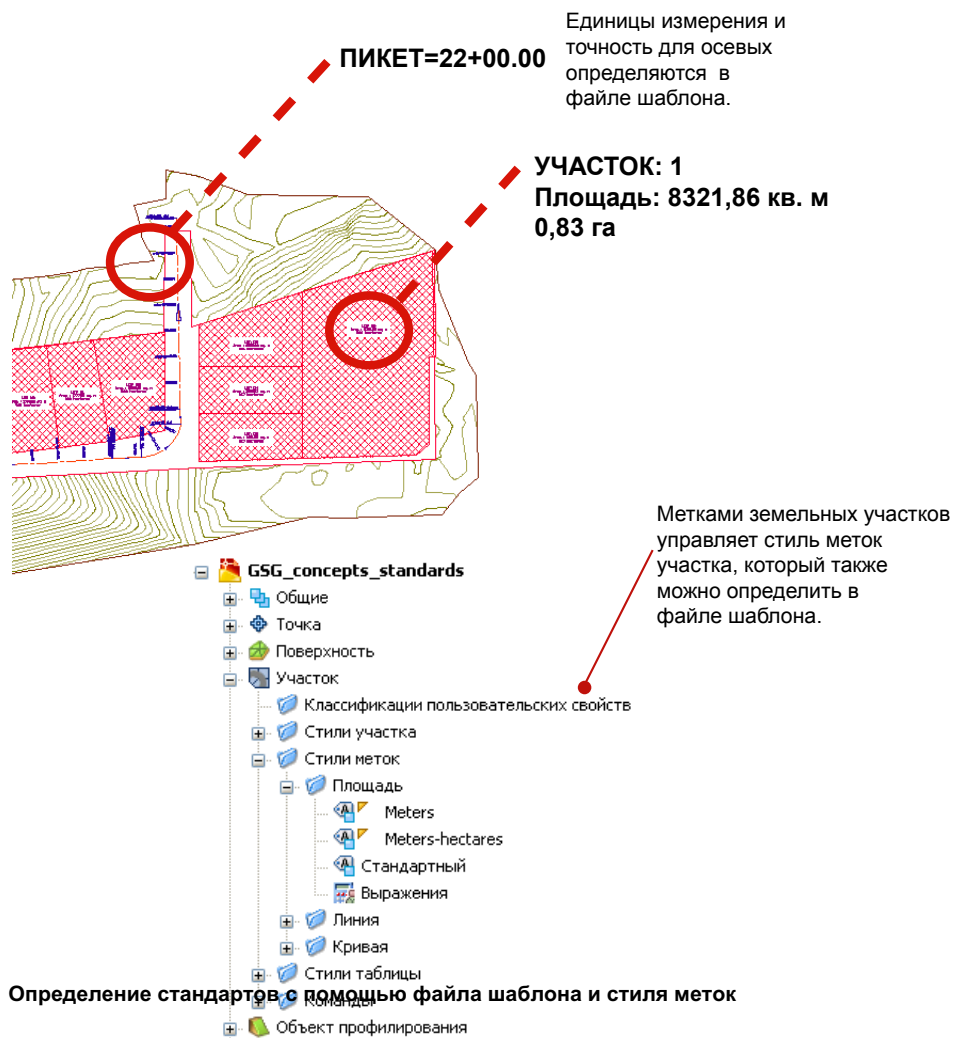 Единицы измерения и
точность для осевых
определяются в
файле шаблона.
ПИКЕТ=22+00.00
УЧАСТОК: 1
Площадь: 8321,86 кв. м
0,83 га
Метками земельных участков
управляет стиль меток
участка, который также
можно определить в
файле шаблона.
GSG_concepts_standards
Общие
Точка
Поверхность
Участок
Классификации пользовательских свойств
Стили участка
Стили меток
Площадь
Meters
Meters-hectares
Стандартный
Выражения
Линия
Кривая
Стили таблицы
Определение стандартов с помощью файла шаблона и стиля меток
Команды
Объект профилирования